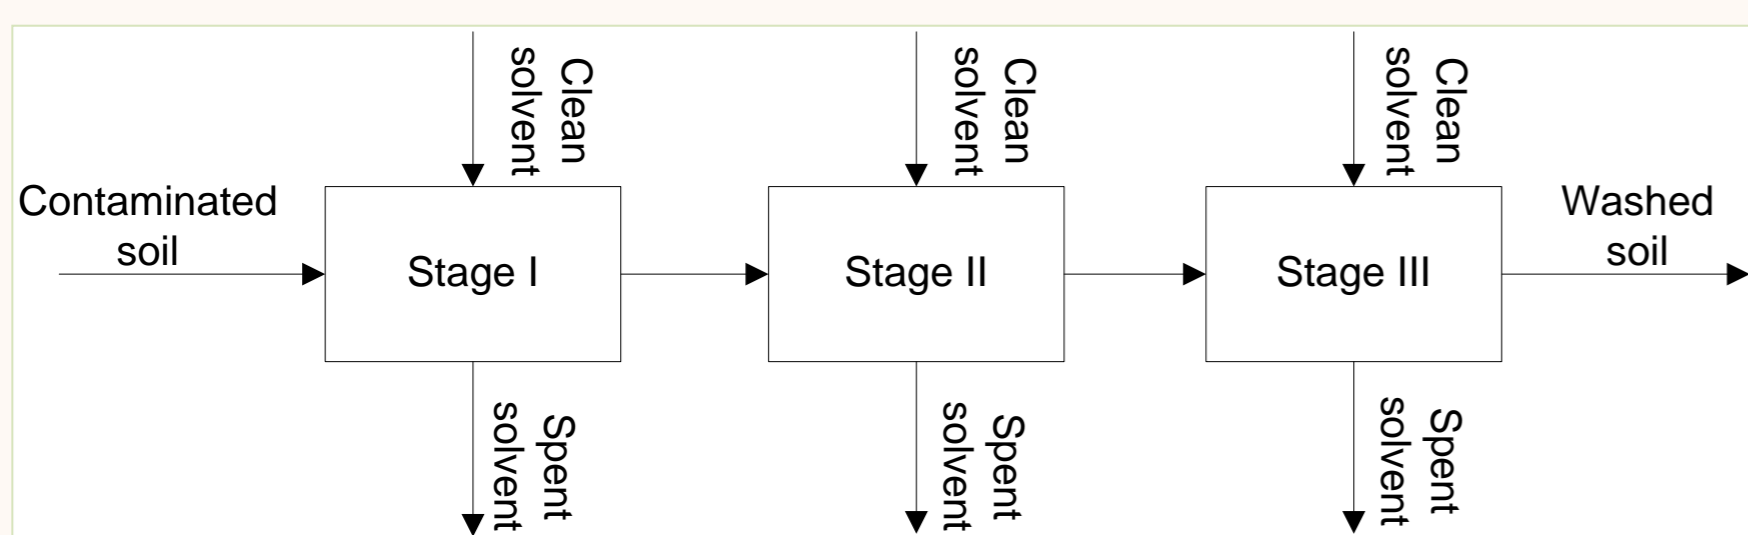 Clean
solvent
Clean
solvent
Clean
solvent
Contaminated
soil
Stage I
Stage II
Stage III
Washed
soil
Spent
solvent
Spent
solvent
Spent
solvent